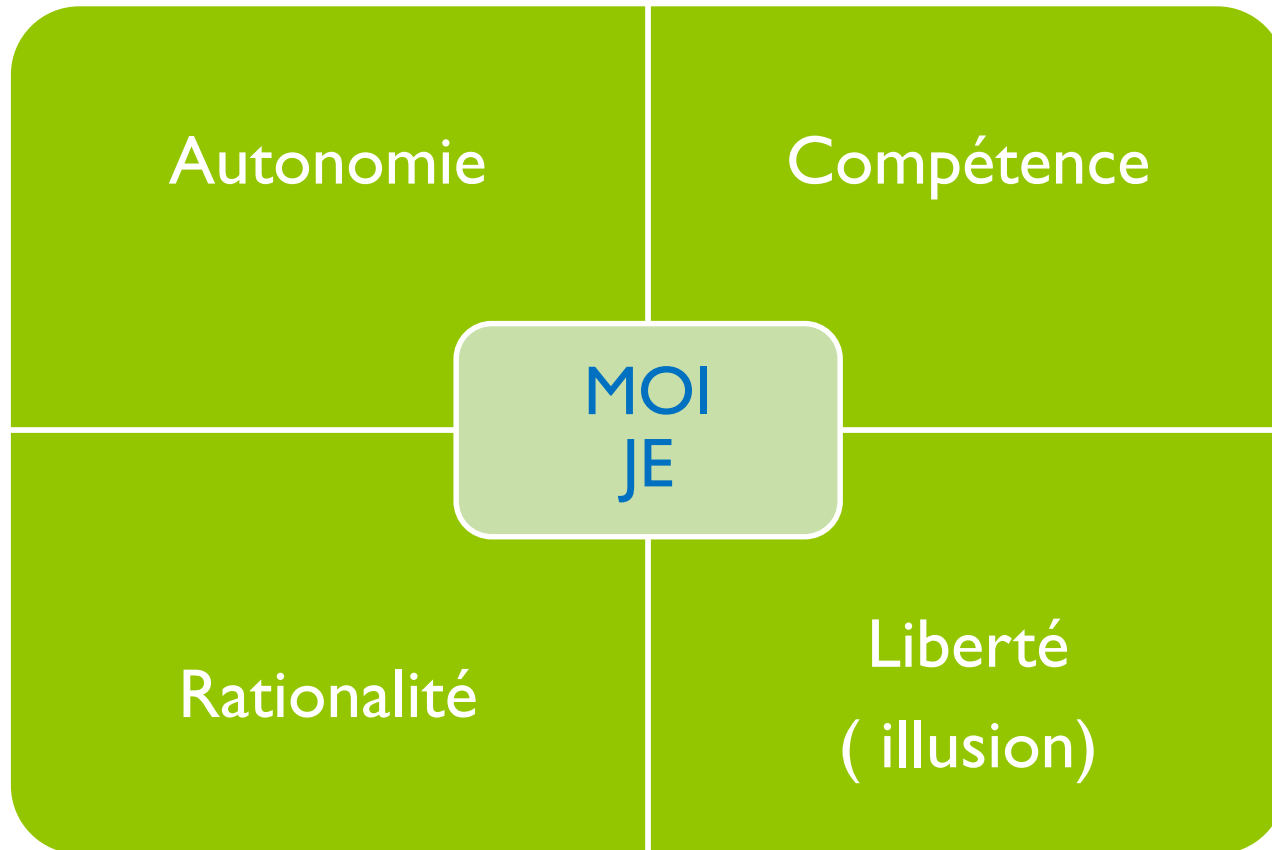 Autonomie
Compétence
MOI
JE
Rationalité
Liberté
( illusion)